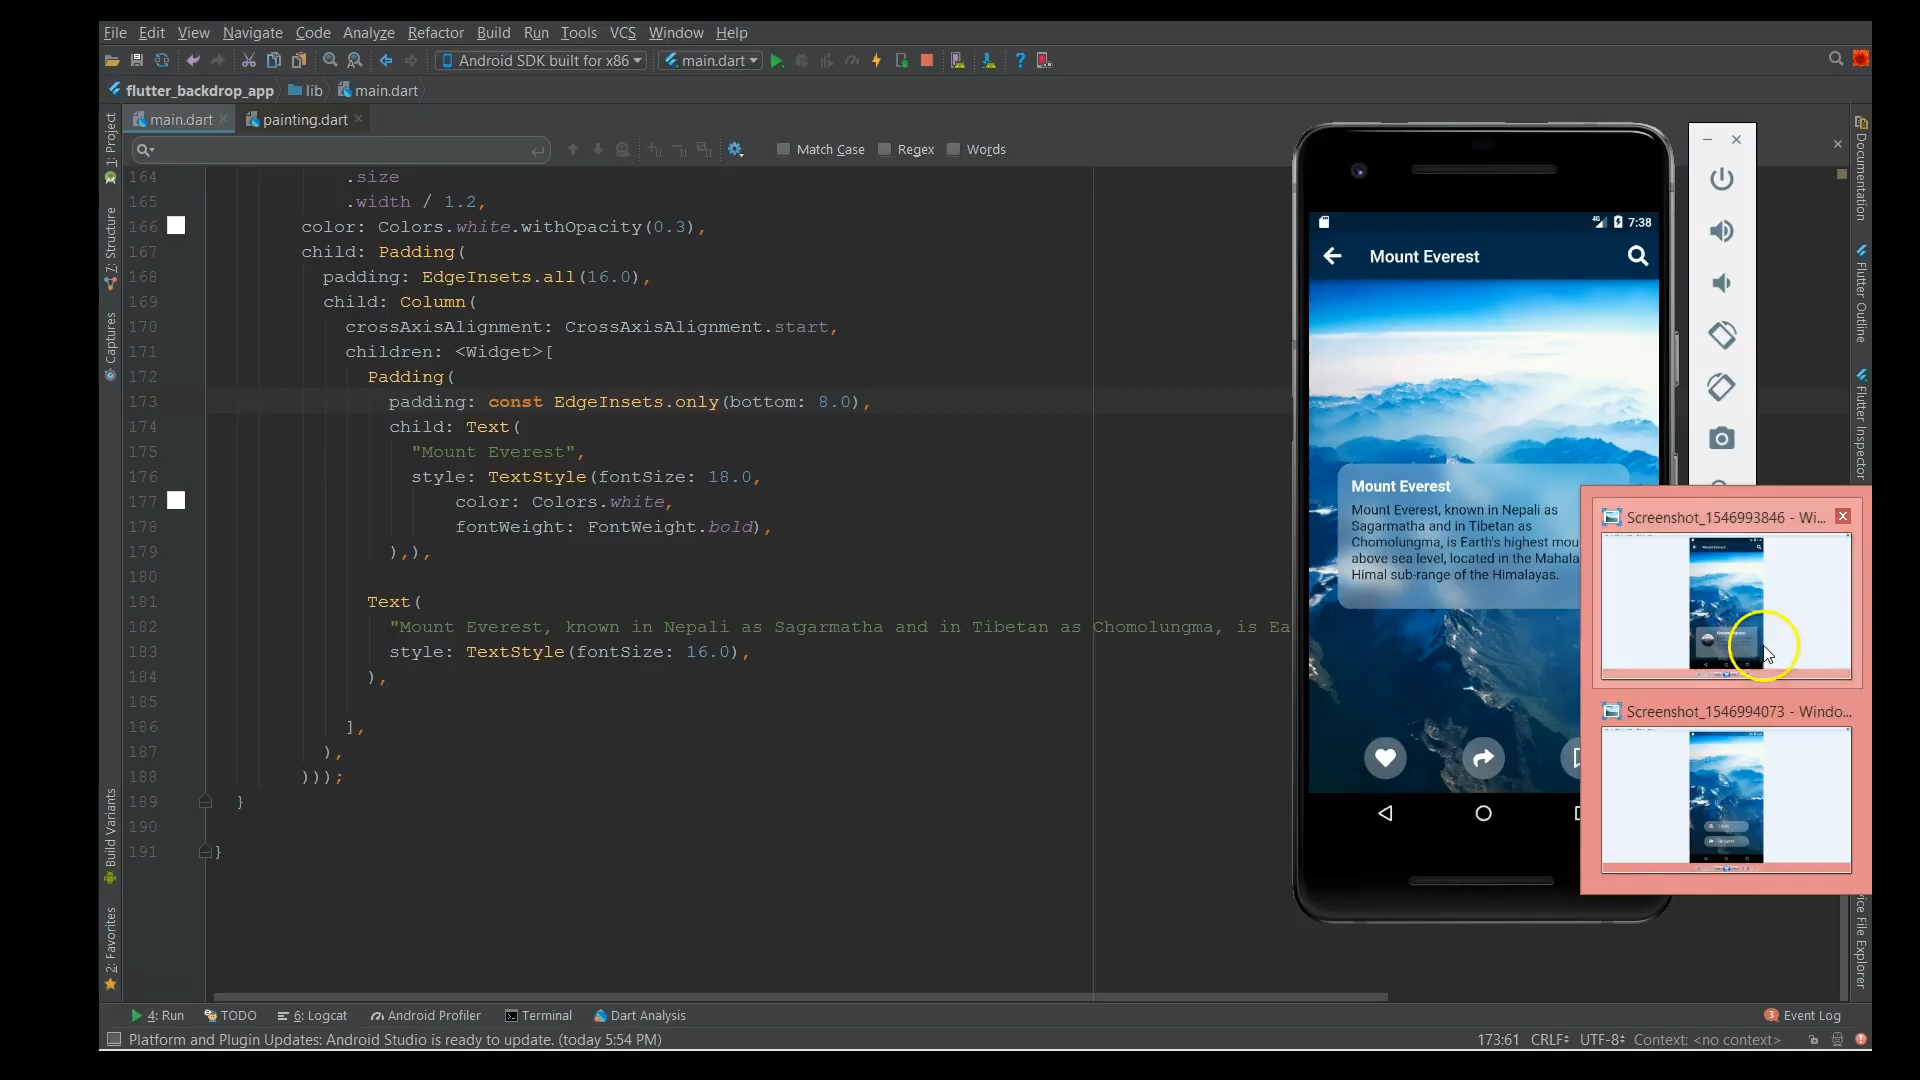 File Edit View Navigate Code Analyze Refactor Build Run Tools VCS Window Help
Android SDK built for x86 main.dart
flutter_backdrop_app lib main.dart
main.dart painting.dart
Match Case Regex Words
164 .size
165 .width / 1.2,
166 color: Colors.white.withOpacity(0.3),
167 child: Padding(
168 padding: EdgeInsets.all(16.0),
169 child: Column(
170 crossAxisAlignment: CrossAxisAlignment.start,
171 children: <Widget>[
172 Padding(
173 padding: const EdgeInsets.only(bottom: 8.0),
174 child: Text(
175 "Mount Everest",
176 style: TextStyle(fontSize: 18.0,
177 color: Colors.white,
178 fontWeight: FontWeight.bold),
179 ),),
180
181 Text(
182 "Mount Everest, known in Nepali as Sagarmatha and in Tibetan as Chomolungma, is Ea
183 style: TextStyle(fontSize: 16.0),
184 ),
185
186 ],
187 ),
188 )));
189 }
190
191 }
1: Project
7: Structure
Captures
Build Variants
2: Favorites
7:38
Mount Everest
Mount Everest
Mount Everest, known in Nepali as
Sagarmatha and in Tibetan as
Chomolungma, is Earth's highest mou
above sea level, located in the Mahala
Himal sub-range of the Himalayas.
Screenshot_1546993846 - Wi...
Screenshot_1546994073 - Windo...
Documentation
Flutter Outline
Flutter Inspector
ice File Explorer
4: Run TODO 6: Logcat Android Profiler Terminal Dart Analysis 3 Event Log
Platform and Plugin Updates: Android Studio is ready to update. (today 5:54 PM) 173:61 CRLF UTF-8 Context: <no context>